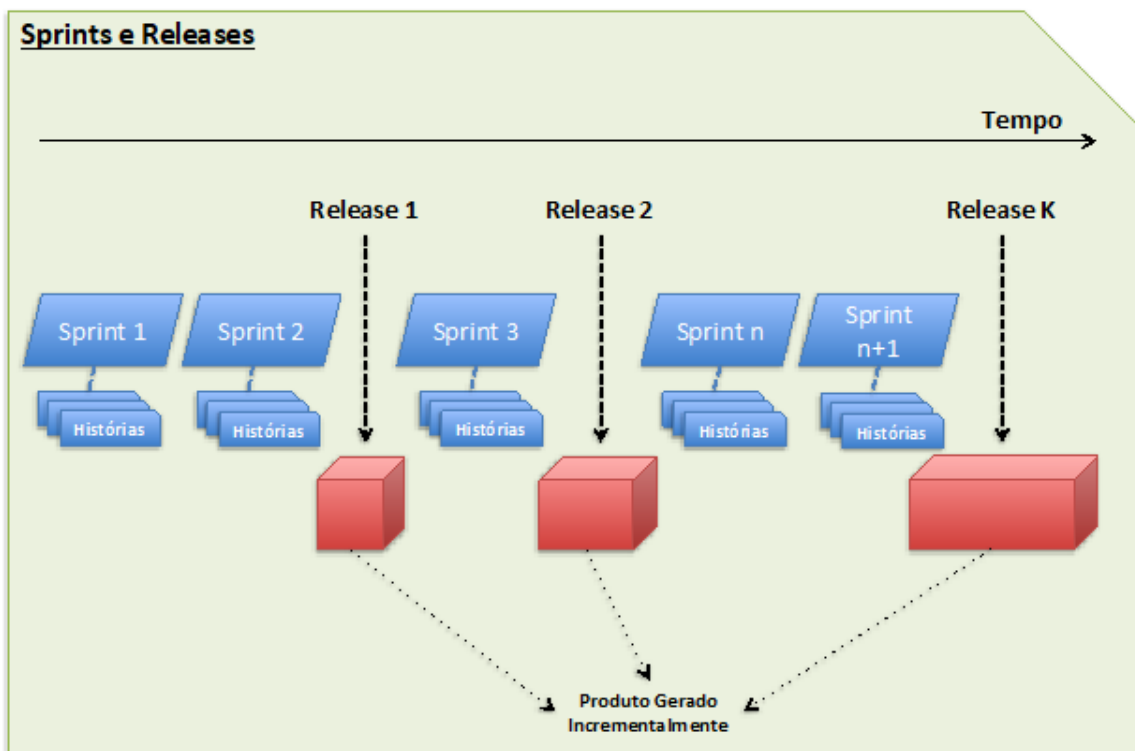 Sprints e Releases
Tempo
Release 1
Release 2
Release K
Sprint 1
Sprint 2
Sprint 3
Sprint n
Sprint
n+1
Histórias
Histórias
Histórias
Histórias
Histórias
Produto Gerado
Incrementalmente